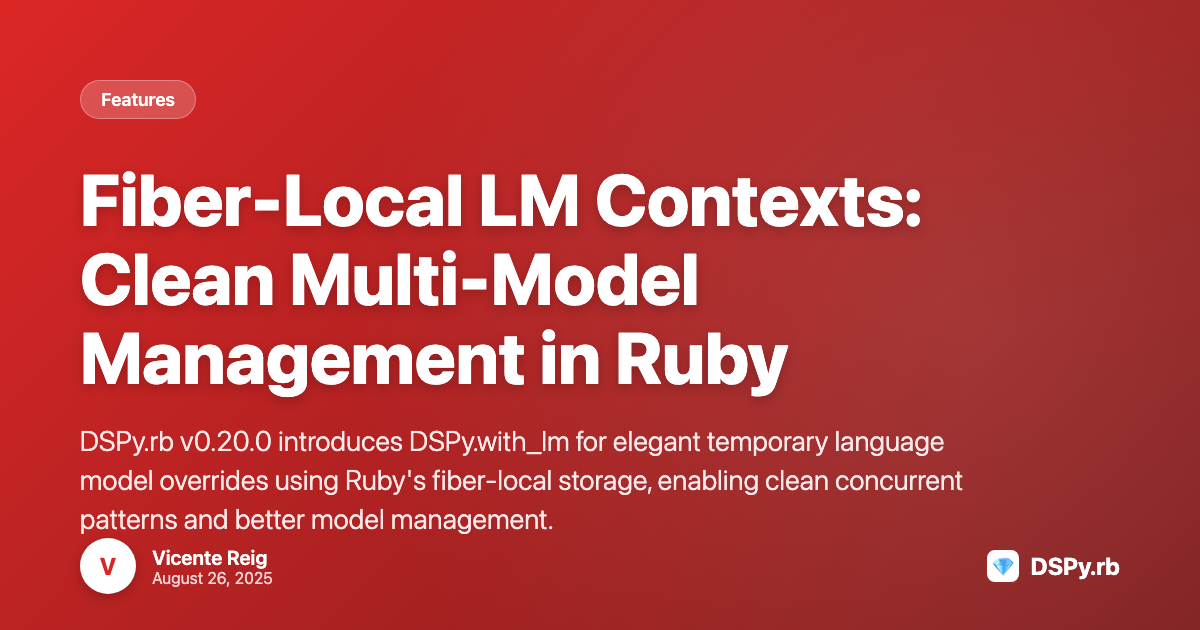 Features
Fiber-Local LM Contexts:
Clean Multi-Model
Management in Ruby
DSPy.rb v0.20.0 introduces DSPy.with_lm for elegant temporary language
model overrides using Ruby's fiber-local storage, enabling clean concurrent
patterns and better model management.
V
Vicente Reig
August 26, 2025
DSPy.rb